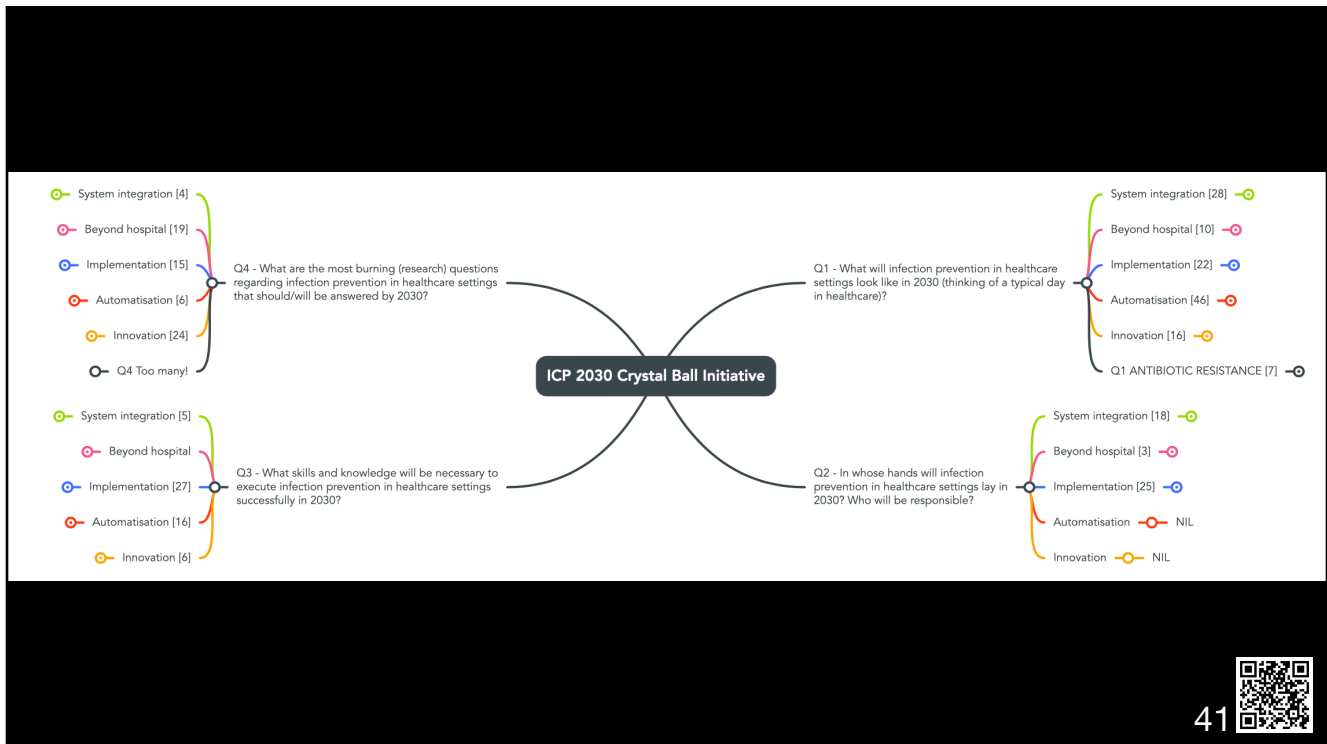 System integration [4]
Beyond hospital [19]
Implementation [15]
Automatisation [6]
Innovation [24]
Q4 Too many!
Q4 - What are the most burning (research) questions
regarding infection prevention in healthcare settings
that should/will be answered by 2030?
System integration [5]
Beyond hospital
Implementation [27]
Automatisation [16]
Innovation [6]
Q3 - What skills and knowledge will be necessary to
execute infection prevention in healthcare settings
successfully in 2030?
ICP 2030 Crystal Ball Initiative
Q1 - What will infection prevention in healthcare
settings look like in 2030 (thinking of a typical day
in healthcare)?
System integration [28]
Beyond hospital [10]
Implementation [22]
Automatisation [46]
Innovation [16]
Q1 ANTIBIOTIC RESISTANCE [7]
Q2 - In whose hands will infection
prevention in healthcare settings lay in
2030? Who will be responsible?
System integration [18]
Beyond hospital [3]
Implementation [25]
Automatisation NIL
Innovation NIL
41